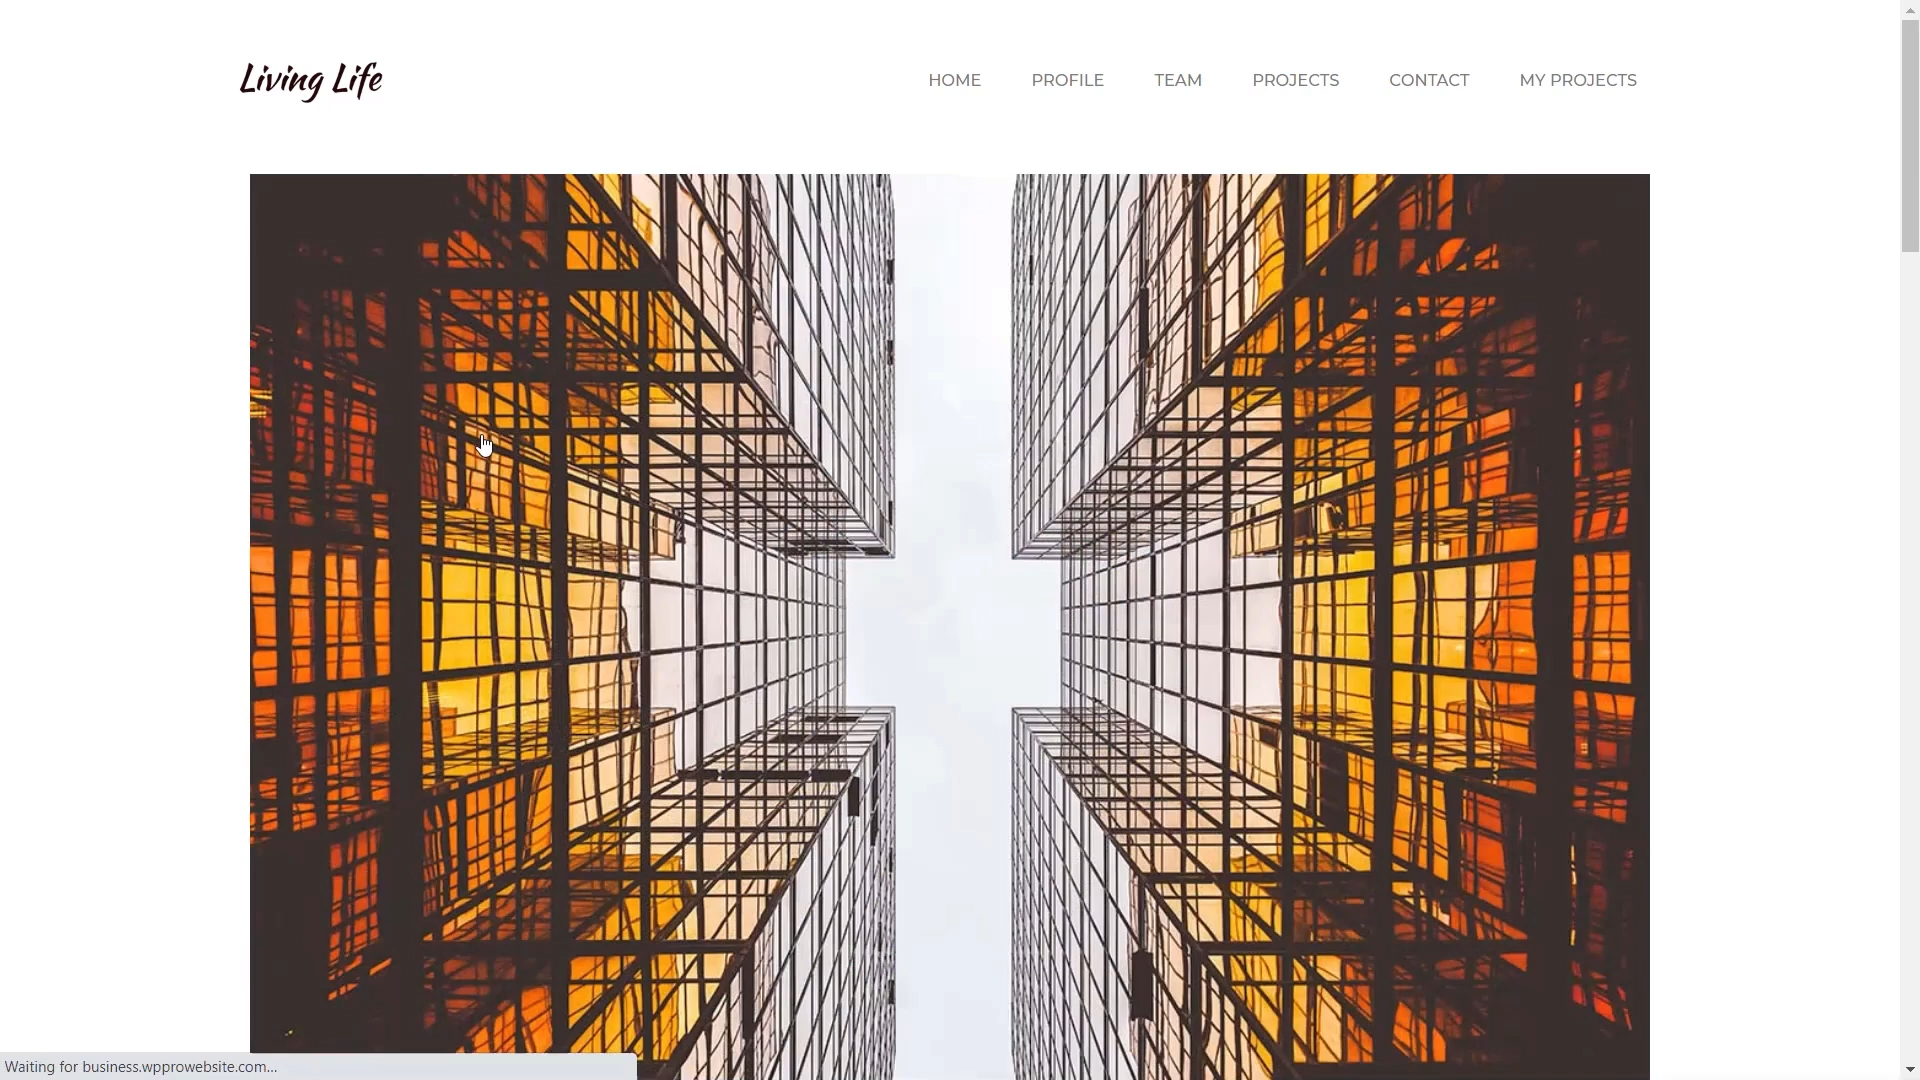 Living Life
HOME PROFILE TEAM PROJECTS CONTACT MY PROJECTS
Waiting for business.wpprowebsite.com...